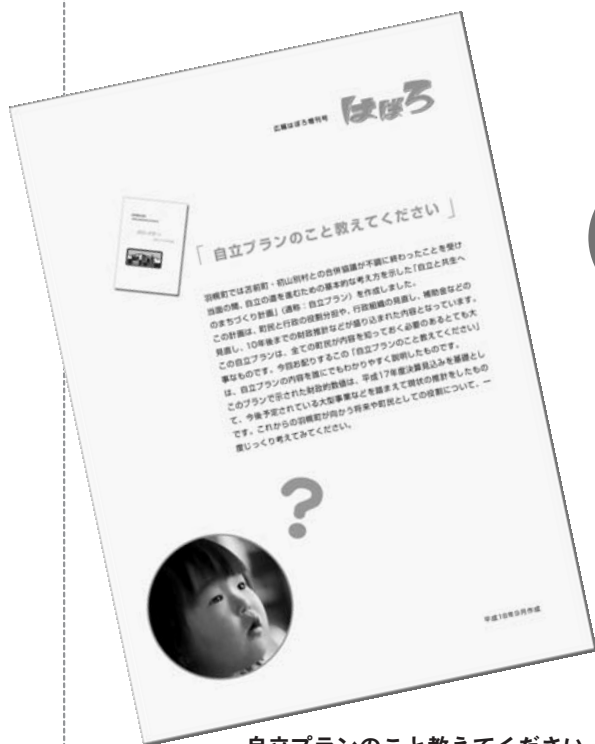 広報はぼろ増刊号
はぼろ
「 自立プランのこと教えてください 」
羽幌町では苫前町・初山別村との合併協議が不調に終わったことを受け
当面の間、自立の道を進むための基本的な考え方を示した「自立と共生へ
のまちづくり計画」（通称：自立プラン）を作成しました。
この計画は、町民と行政の役割分担や、行政組織の見直し、補助金などの
見直し、10年後までの財政推計などが盛り込まれた内容となっています。
この自立プランは、全ての町民が内容を知っておく必要のあるとても大
事なものです。今回お配りするこの「自立プランのこと教えてください」
は、自立プランの内容を誰にでもわかりやすく説明したものです。
このプランで示された財政的数値は、平成17年度決算見込みを基礎とし
て、今後予定されている大型事業などを踏まえて現状の推計をしたもの
です。これからの羽幌町が向かう将来や町民としての役割について、一
度じっくり考えてみてください。
?
平成18年9月作成
自立プランのこと教えてください